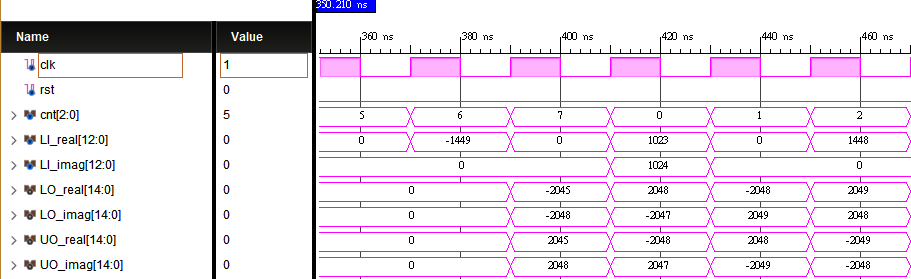 350.210 ns
Name Value 360 ns 380 ns 400 ns 420 ns 440 ns 460 ns
clk 1
rst 0
cnt[2:0] 5 5 6 7 0 1 2
LI_real[12:0] 0 0 -1449 0 1023 0 1448
LI_imag[12:0] 0 0 1024 0
LO_real[14:0] 0 0 -2045 2048 -2048 2049
LO_imag[14:0] 0 0 -2048 -2047 2049 2048
UO_real[14:0] 0 0 2045 -2048 2048 -2049
UO_imag[14:0] 0 0 2048 2047 -2049 -2048